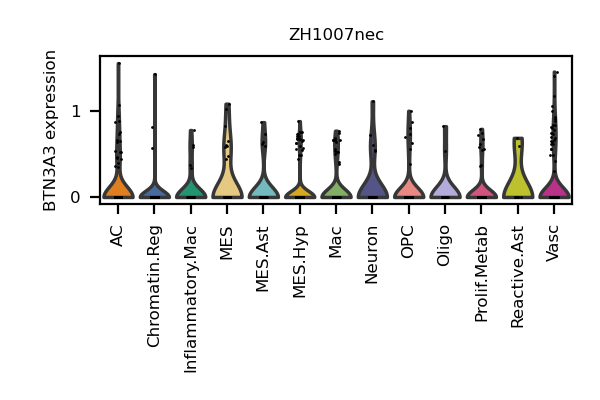 ZH1007nec
BTN3A3 expression
1
0
AC
Chromatin.Reg
Inflammatory.Mac
MES
MES.Ast
MES.Hyp
Mac
Neuron
OPC
Oligo
Prolif.Metab
Reactive.Ast
Vasc